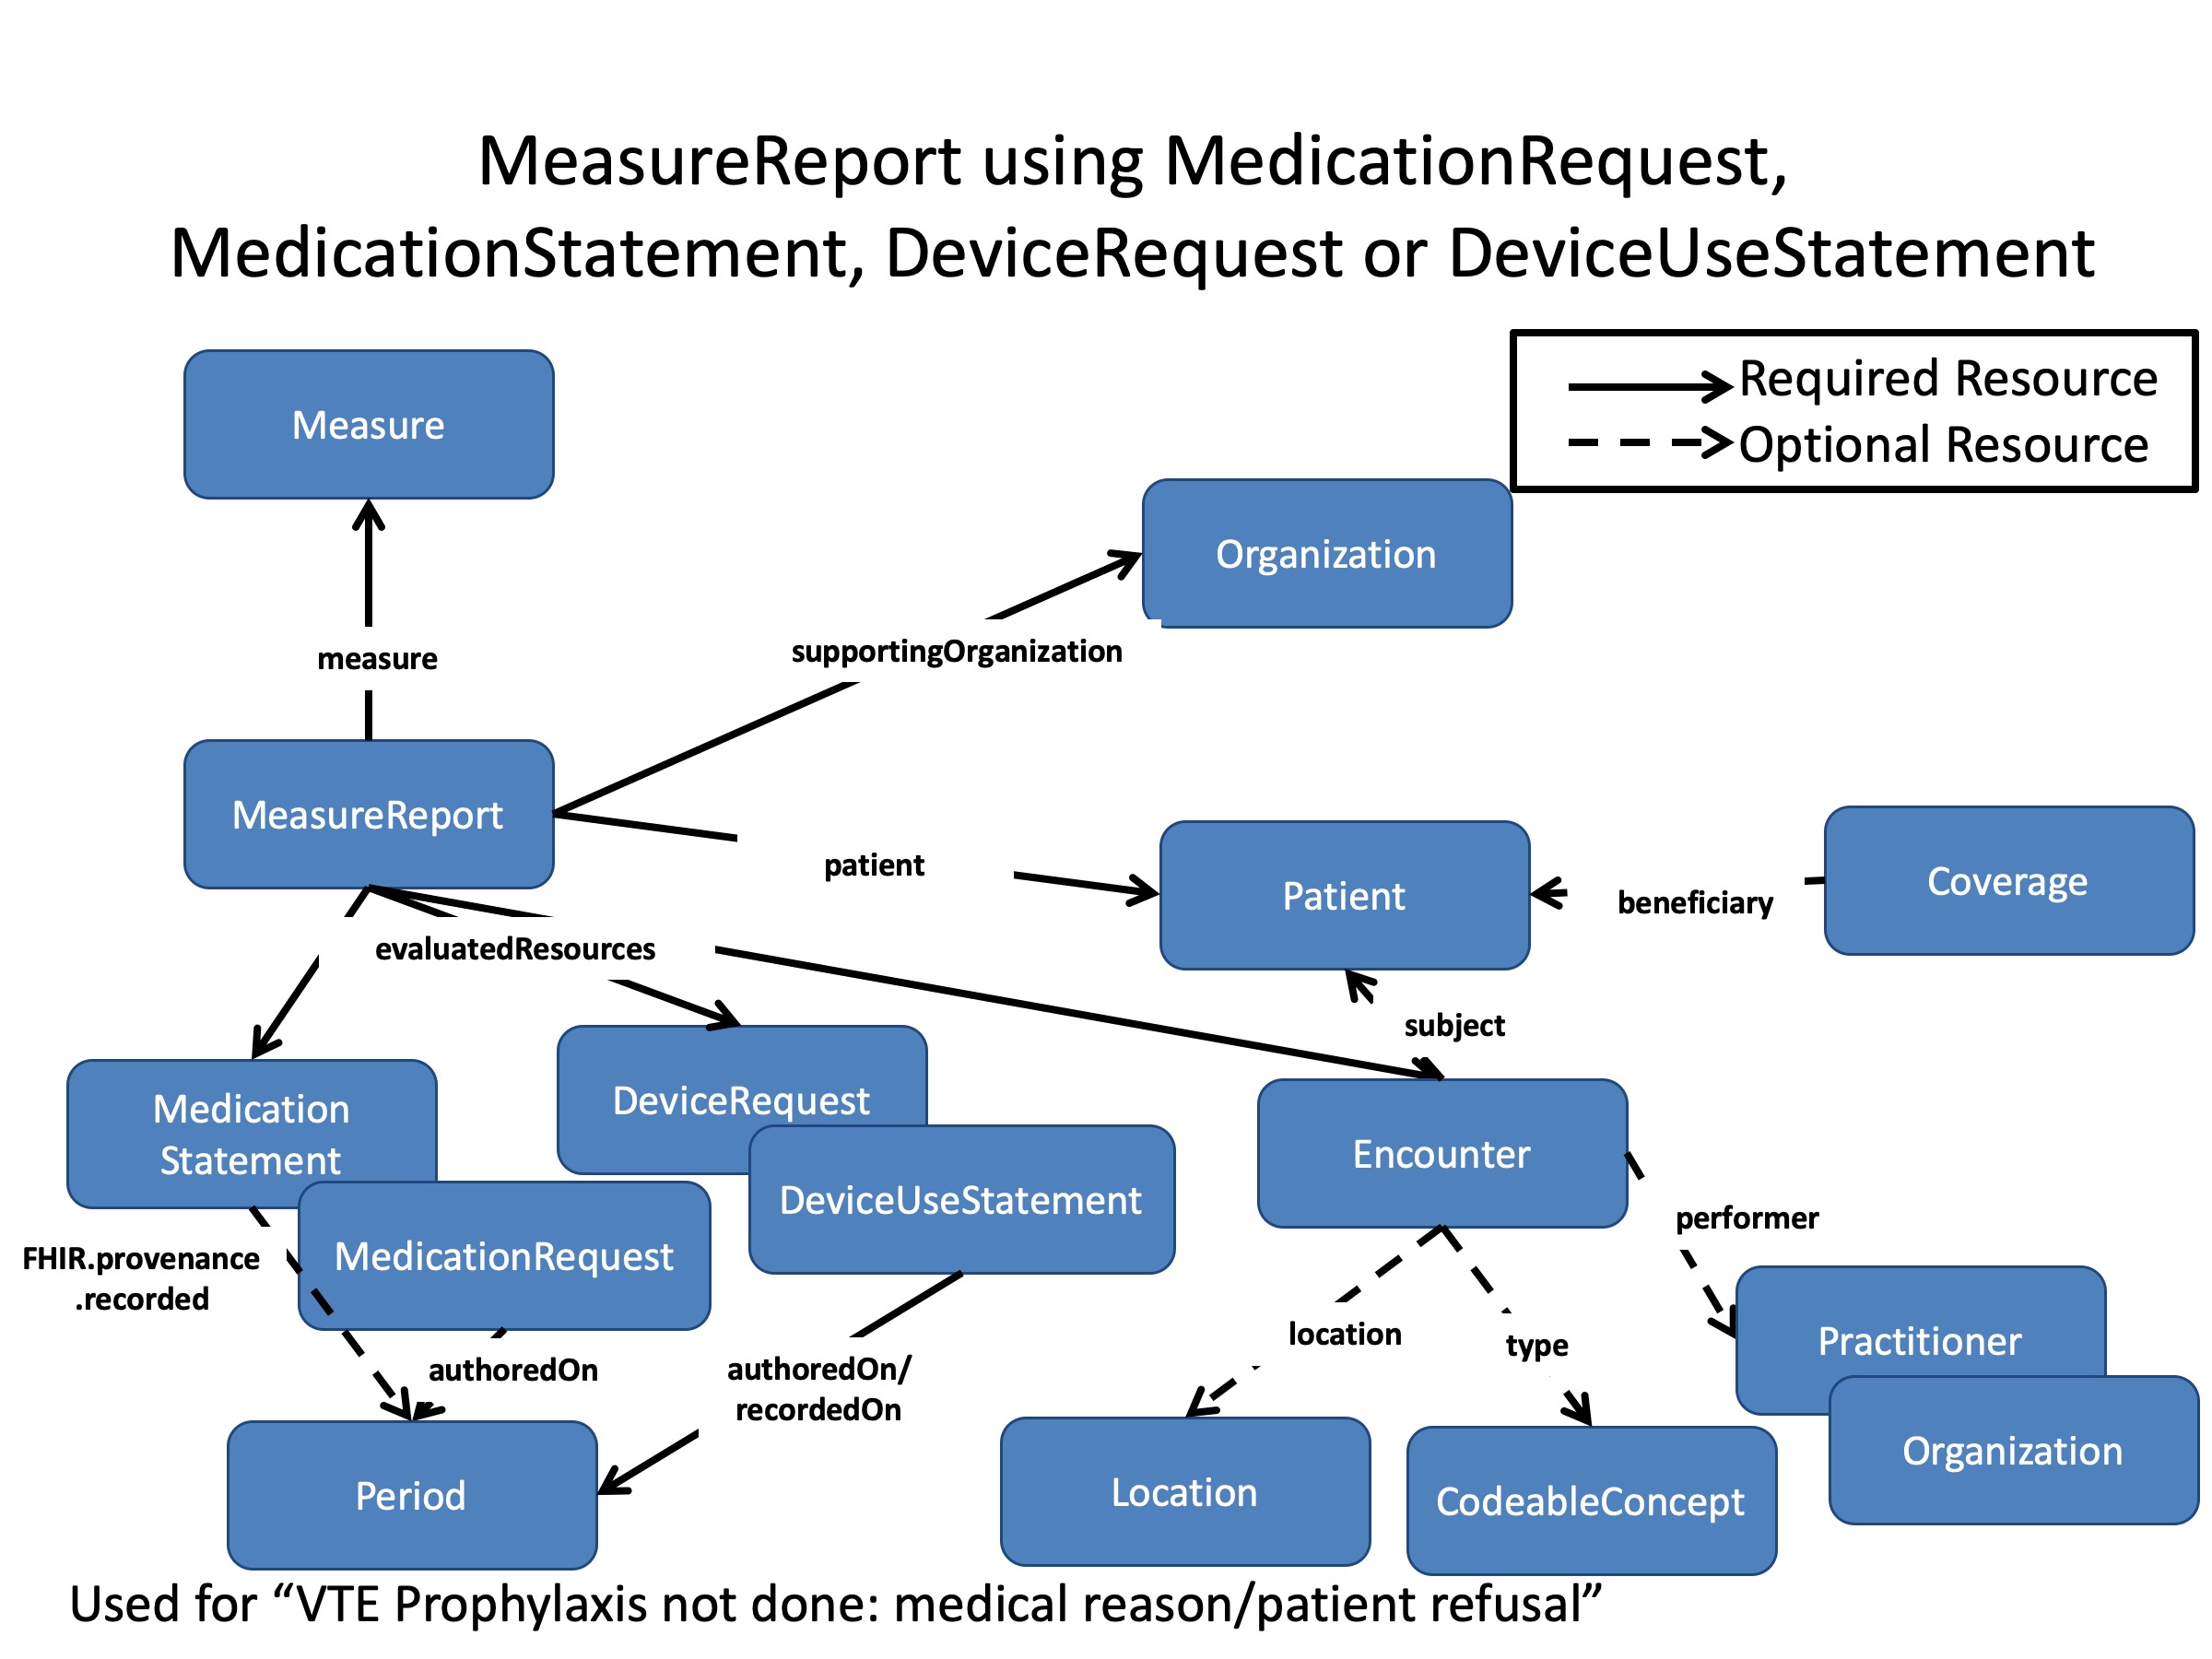 MeasureReport using MedicationRequest,
MedicationStatement, DeviceRequest or DeviceUseStatement
Required Resource
Optional Resource
Measure
Organization
measure
supportingOrganization
MeasureReport
patient
Patient
beneficiary
Coverage
evaluatedResources
subject
Medication
Statement
DeviceRequest
Encounter
DeviceUseStatement
performer
FHIR.provenance
.recorded
MedicationRequest
location
type
Practitioner
authoredOn
authoredOn/
recordedOn
Organization
Period
Location
CodeableConcept
Used for “VTE Prophylaxis not done: medical reason/patient refusal”